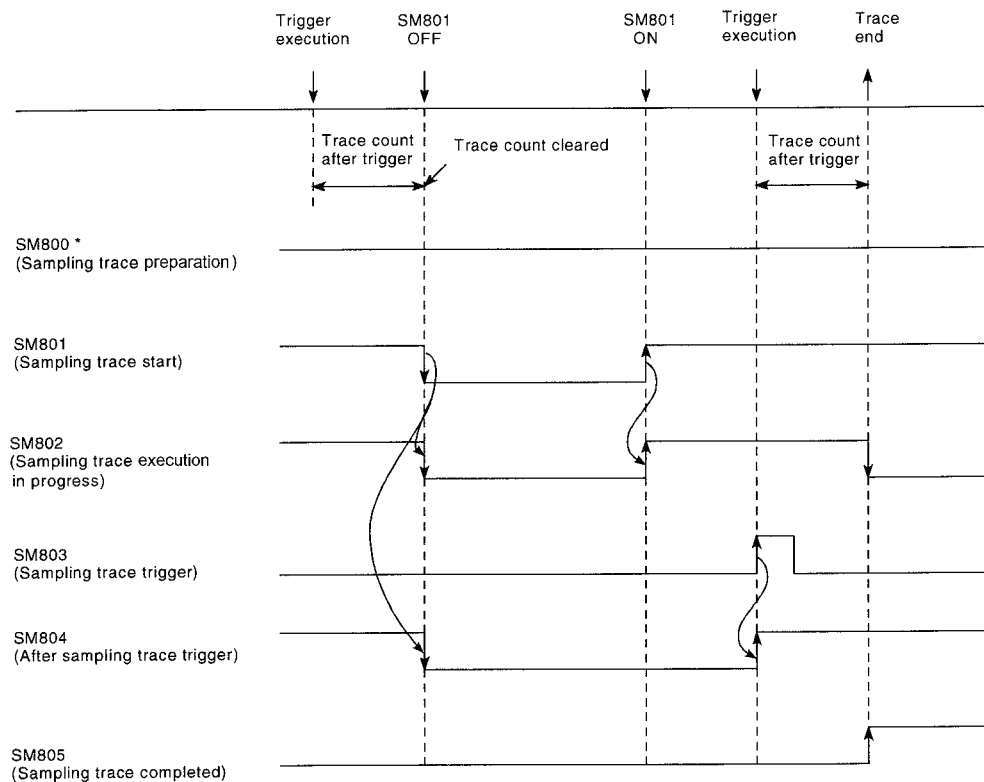 Trigger
execution
SM801
OFF
SM801
ON
Trigger
execution
Trace
end
Trace count
after trigger
Trace count cleared
Trace count
after trigger
SM800 *
(Sampling trace preparation)
SM801
(Sampling trace start)
SM802
(Sampling trace execution
in progress)
SM803
(Sampling trace trigger)
SM804
(After sampling trace trigger)
SM805
(Sampling trace completed)